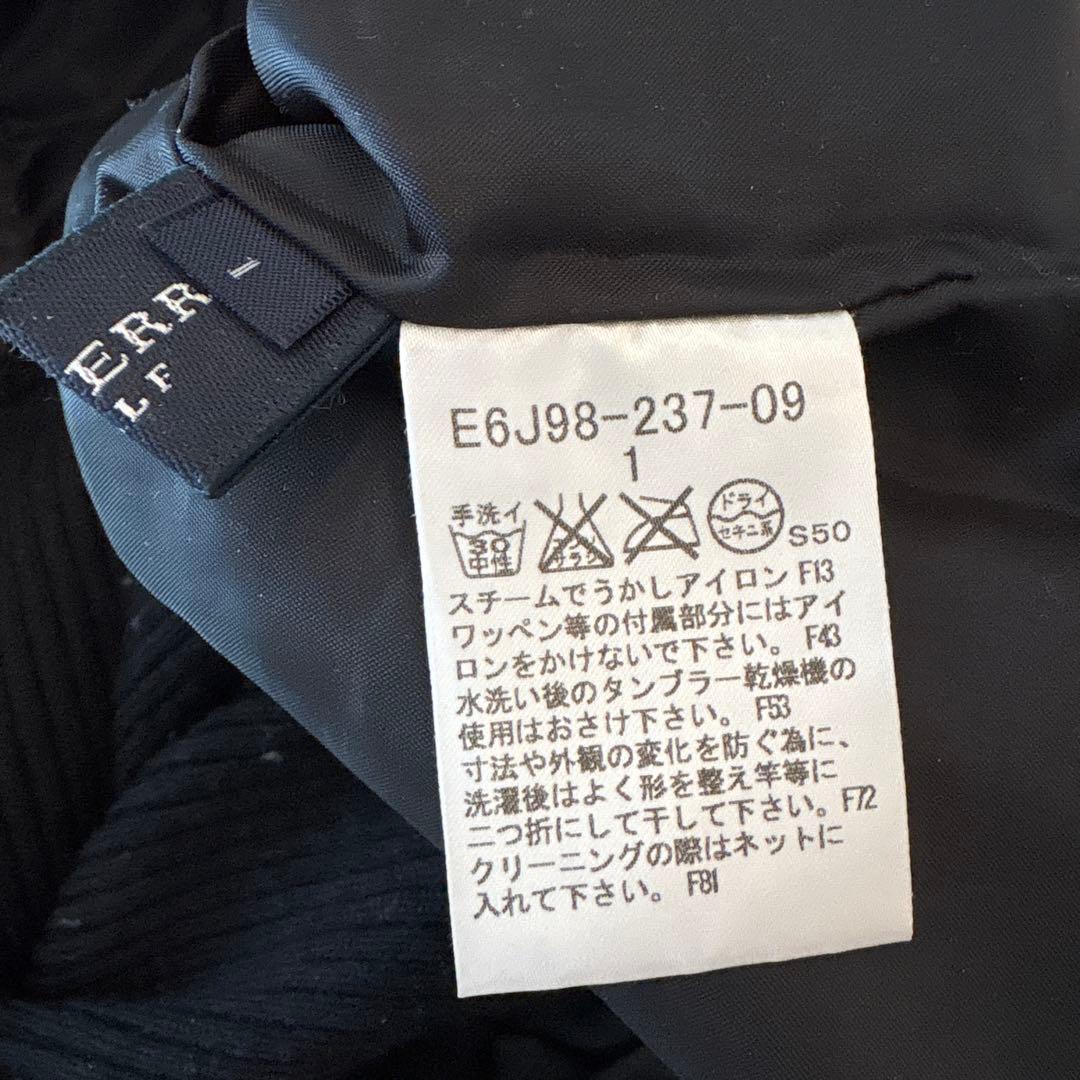 1
ERR
LF
E6J98-237-09
1
手洗イ
30
中性
ドライ
セキユ系
S50
スチームでうかしアイロン F13
ワッペン等の付属部分にはアイ
ロンをかけないで下さい。 F43
水洗い後のタンブラー乾燥機の
使用はおさけ下さい。 F53
寸法や外観の変化を防ぐ為に、
洗濯後はよく形を整え竿等に
二つ折にして干して下さい。F72
クリーニングの際はネットに
入れて下さい。 F81